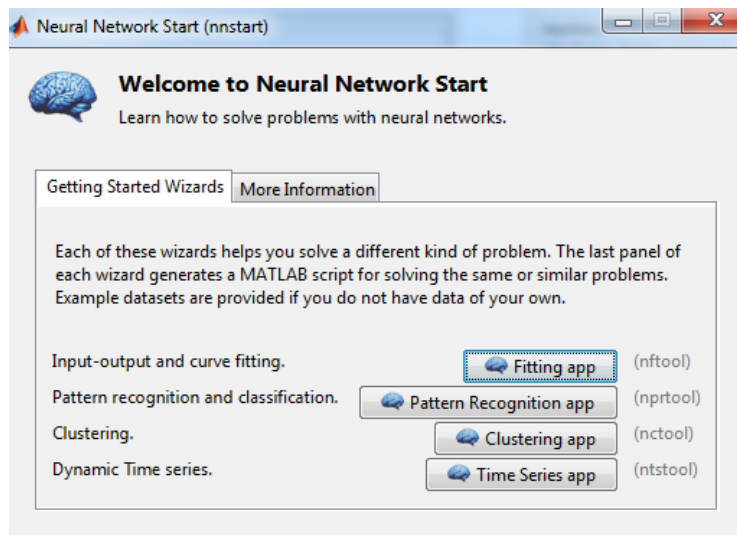 Neural Network Start (nnstart)
Welcome to Neural Network Start
Learn how to solve problems with neural networks.
Getting Started Wizards More Information
Each of these wizards helps you solve a different kind of problem. The last panel of
each wizard generates a MATLAB script for solving the same or similar problems.
Example datasets are provided if you do not have data of your own.
Input-output and curve fitting. Fitting app (nftool)
Pattern recognition and classification. Pattern Recognition app (nprtool)
Clustering. Clustering app (nctool)
Dynamic Time series. Time Series app (ntstool)